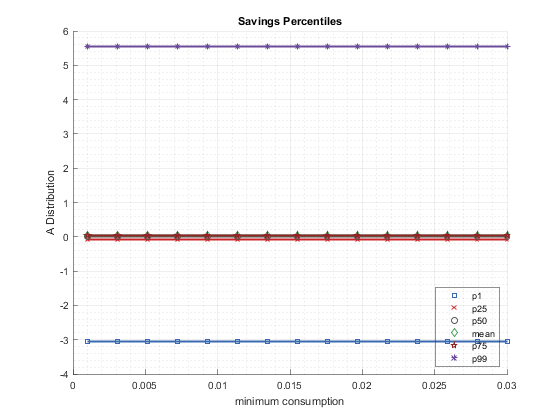 Savings Percentiles
6
5
4
3
2
1
0
-1
-2
-3
-4
A Distribution
0
0.005
0.01
0.015
0.02
0.025
0.03
minimum consumption
p1
p25
p50
mean
p75
p99